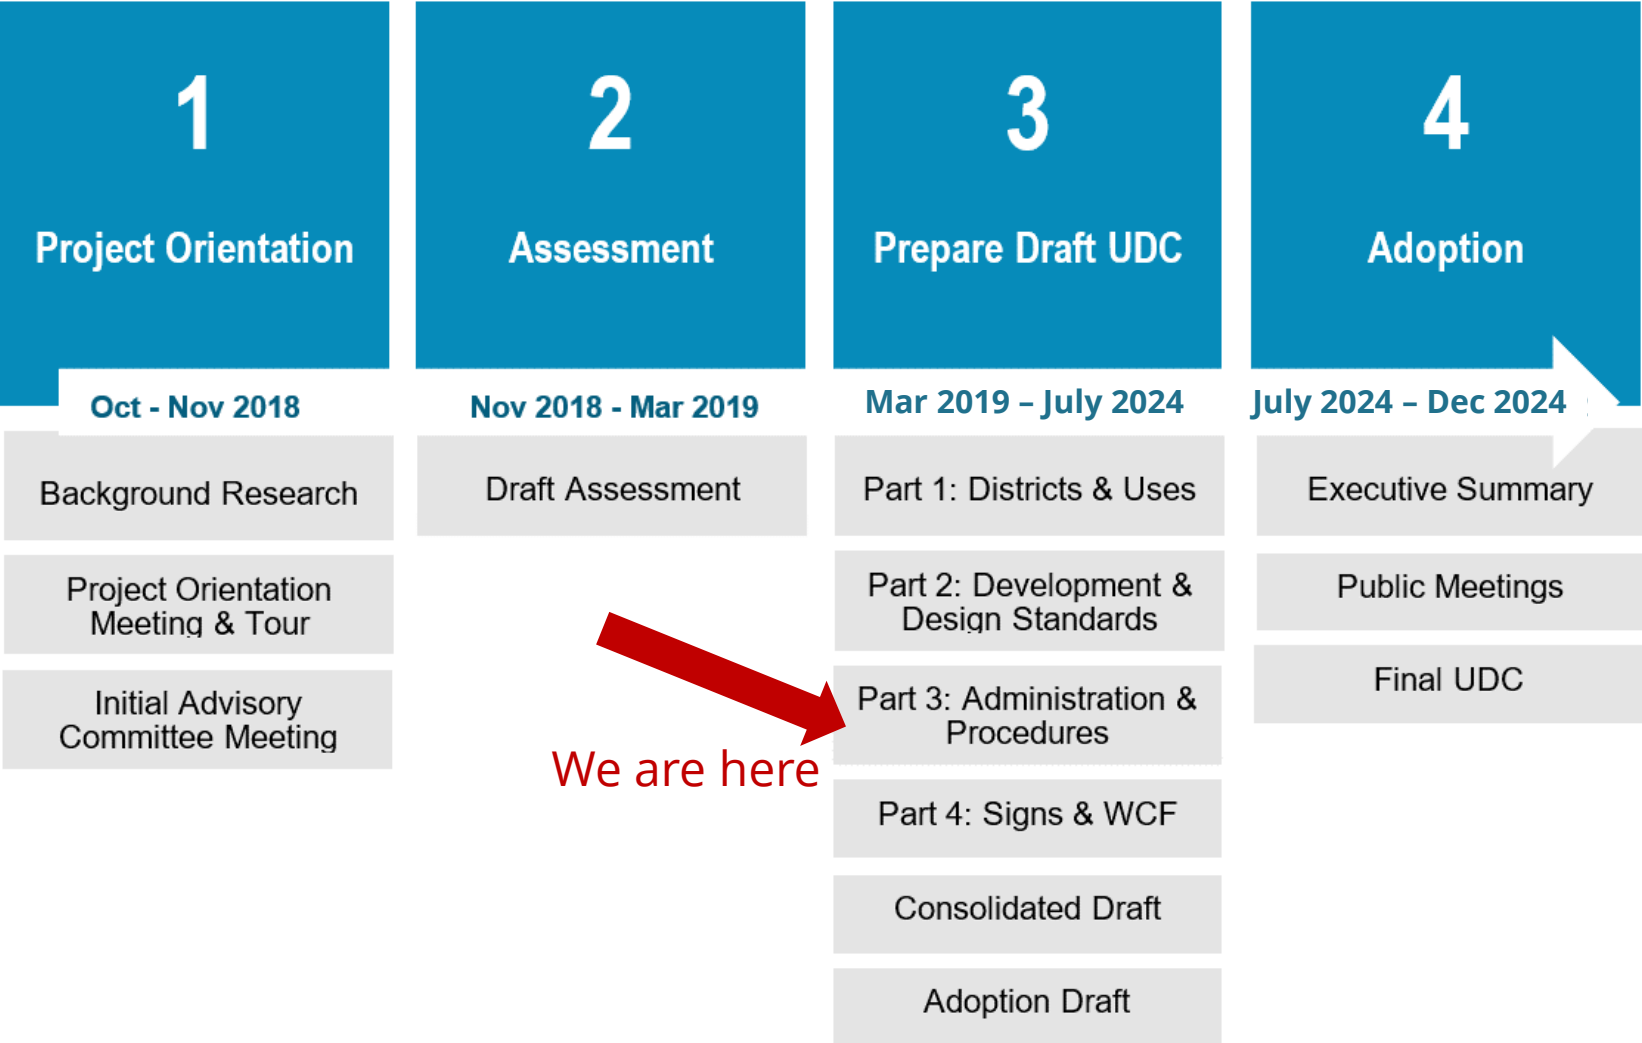 1
Project Orientation
Oct - Nov 2018
Background Research
Project Orientation
Meeting & Tour
Initial Advisory
Committee Meeting
2
Assessment
Nov 2018 - Mar 2019
Draft Assessment
We are here
3
Prepare Draft UDC
Mar 2019 – July 2024
Part 1: Districts & Uses
Part 2: Development &
Design Standards
Part 3: Administration &
Procedures
Part 4: Signs & WCF
Consolidated Draft
Adoption Draft
4
Adoption
July 2024 – Dec 2024
Executive Summary
Public Meetings
Final UDC